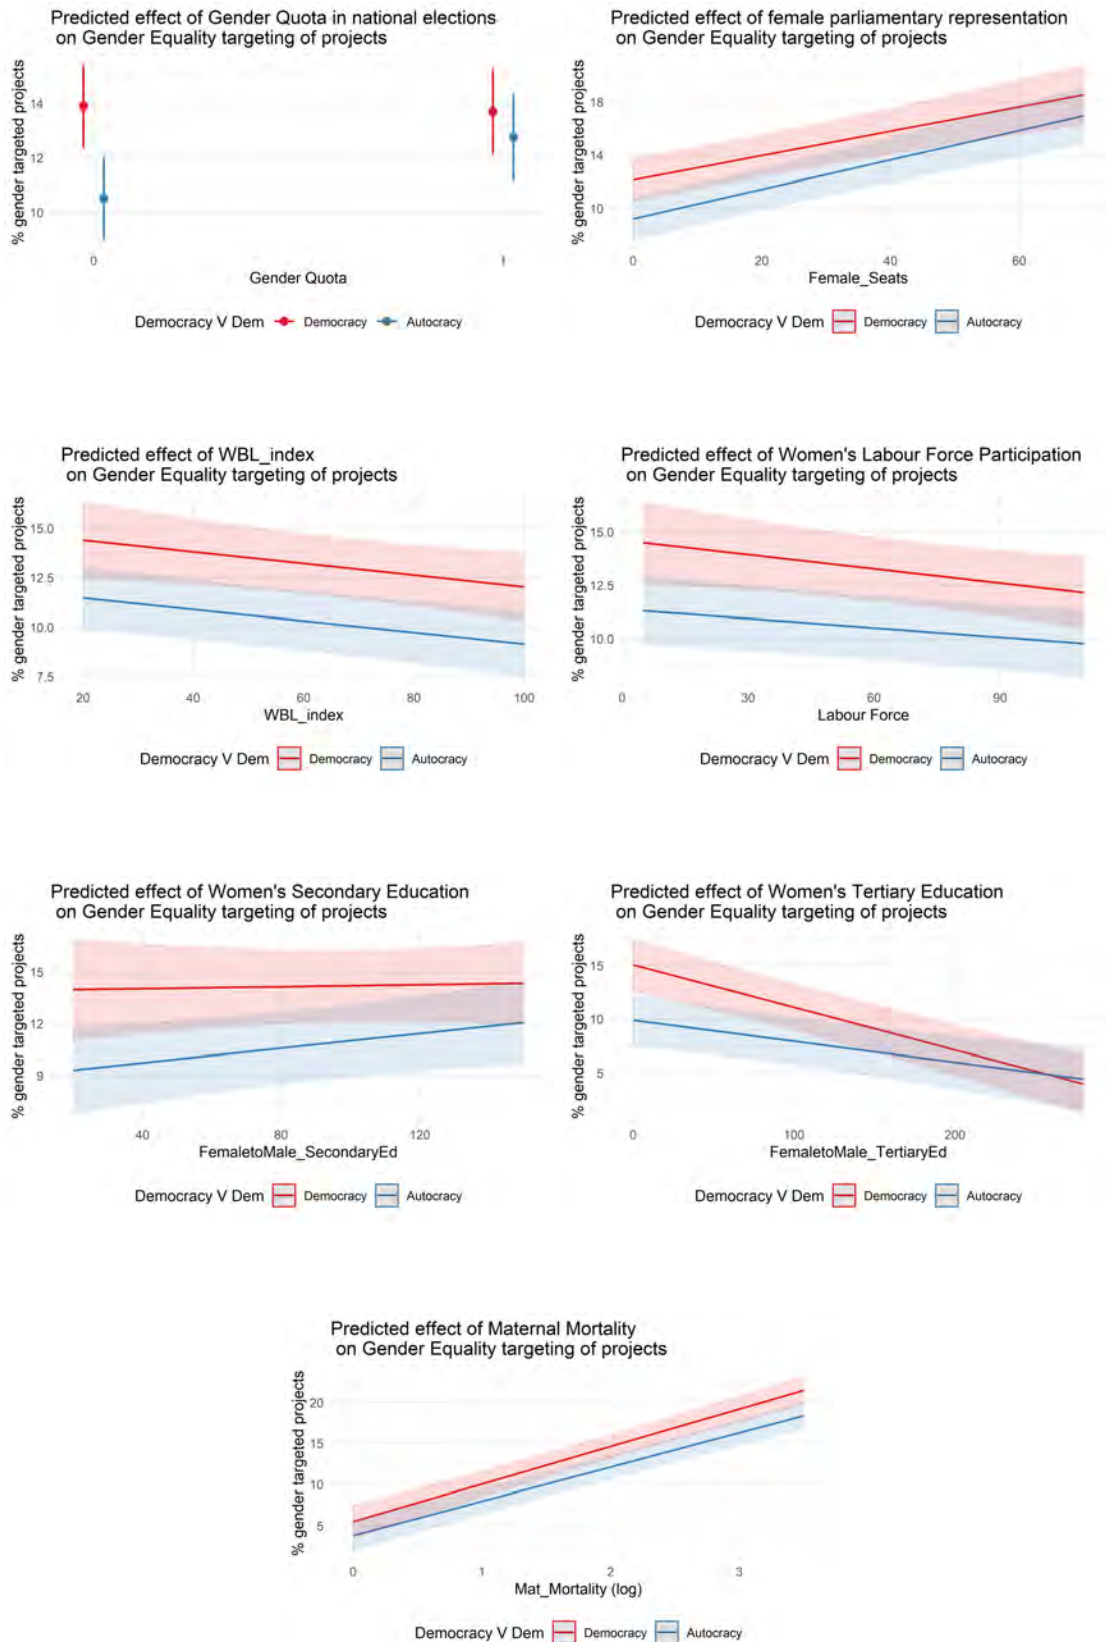 Predicted effect of Gender Quota in national elections
on Gender Equality targeting of projects
% gender targeted projects
14
12
10
0
I
Gender Quota
Democracy V Dem Democracy Autocracy
Predicted effect of female parliamentary representation
on Gender Equality targeting of projects
% gender targeted projects
18
14
10
0 20 40 60
Female_Seats
Democracy V Dem Democracy Autocracy
Predicted effect of WBL_index
on Gender Equality targeting of projects
% gender targeted projects
15.0
12.5
10.0
7.5
20 40 60 80 100
WBL_index
Democracy V Dem Democracy Autocracy
Predicted effect of Women's Labour Force Participation
on Gender Equality targeting of projects
% gender targeted projects
15.0
12.5
10.0
0 30 60 90
Labour Force
Democracy V Dem Democracy Autocracy
Predicted effect of Women's Secondary Education
on Gender Equality targeting of projects
% gender targeted projects
15
12
9
40 80 120
FemaletoMale_SecondaryEd
Democracy V Dem Democracy Autocracy
Predicted effect of Women's Tertiary Education
on Gender Equality targeting of projects
% gender targeted projects
15
10
5
0 100 200
FemaletoMale_TertiaryEd
Democracy V Dem Democracy Autocracy
Predicted effect of Maternal Mortality
on Gender Equality targeting of projects
% gender targeted projects
20
15
10
5
0 1 2 3
Mat_Mortality (log)
Democracy V Dem Democracy Autocracy